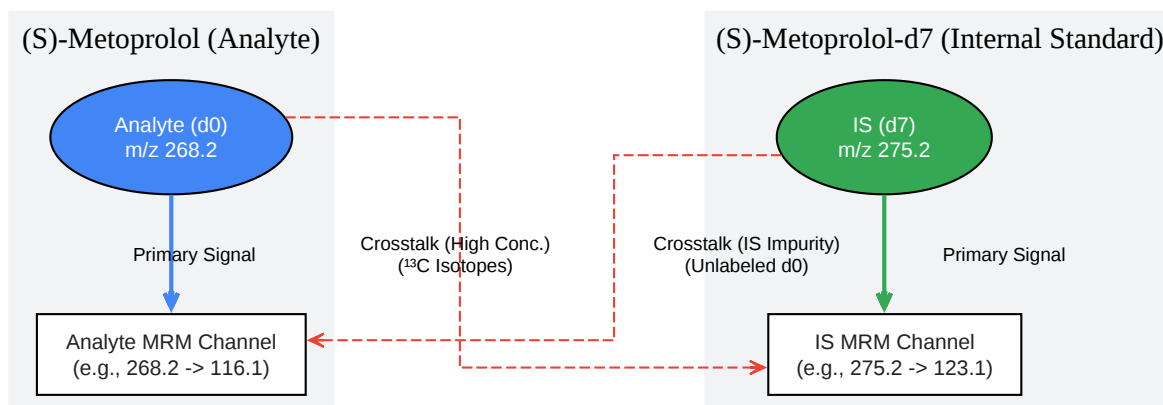 (S)-Metoprolol (Analyte)
(S)-Metoprolol-d7 (Internal Standard)
Analyte (d0)
m/z 268.2
IS (d7)
m/z 275.2
Primary Signal
Crosstalk (High Conc.)
(¹³C Isotopes)
Crosstalk (IS Impurity)
(Unlabeled d0)
Primary Signal
Analyte MRM Channel
(e.g., 268.2 -> 116.1)
IS MRM Channel
(e.g., 275.2 -> 123.1)